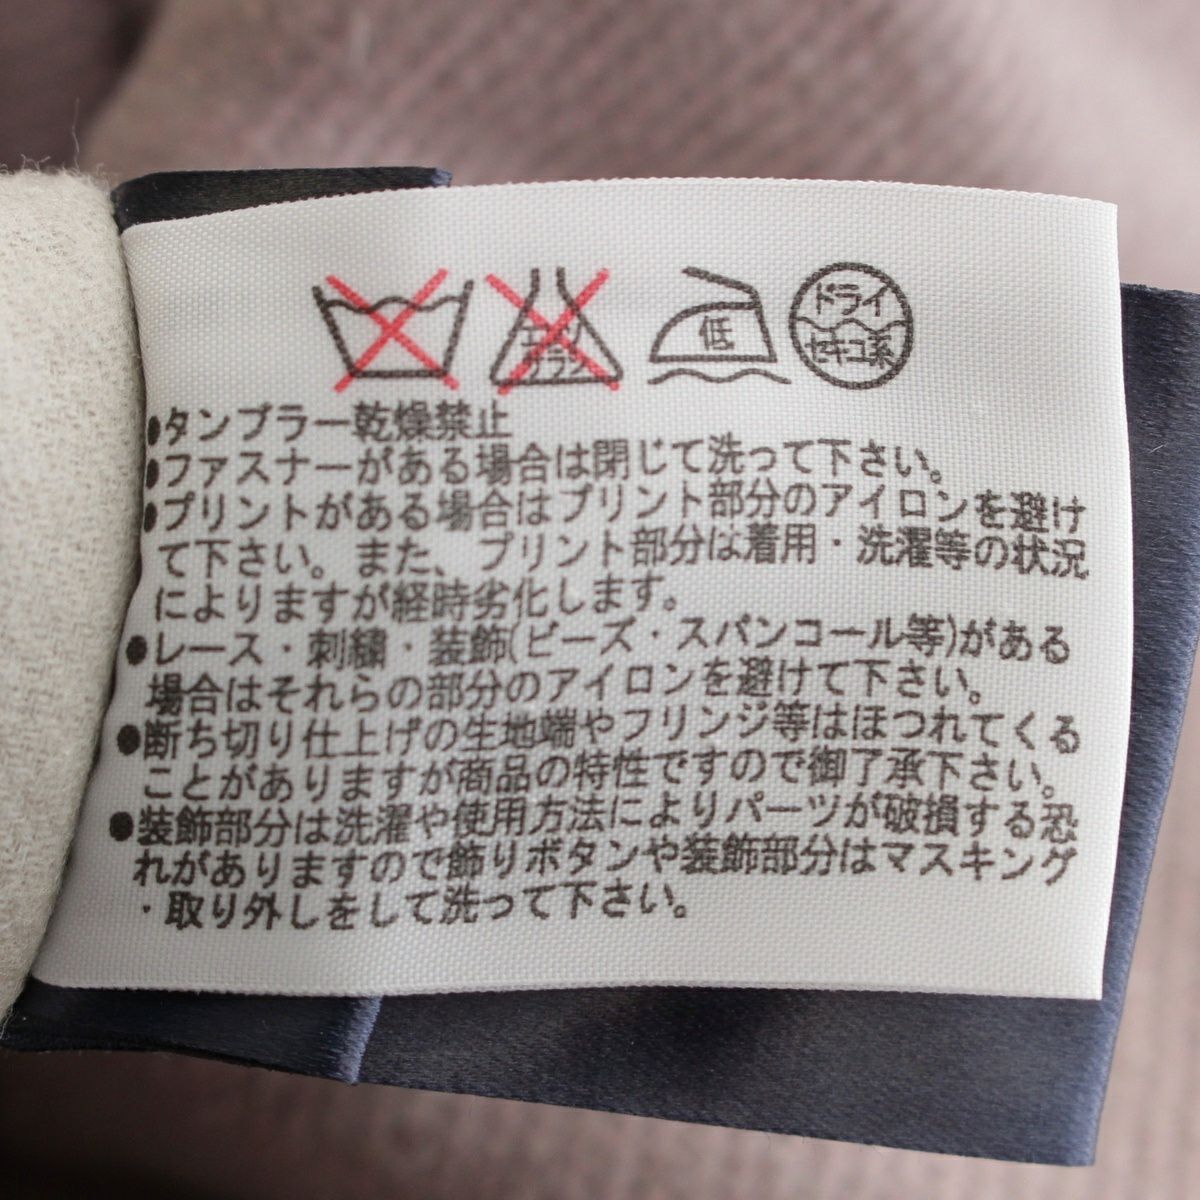 エンソ
サラシ
低
ドライ
セキユ系
●タンブラー乾燥禁止
●ファスナーがある場合は閉じて洗って下さい。
●プリントがある場合はプリント部分のアイロンを避け
て下さい。また、プリント部分は着用・洗濯等の状況
によりますが経時劣化します。
●レース・刺繍・装飾(ビーズ・スパンコール等)がある
場合はそれらの部分のアイロンを避けて下さい。
●断ち切り仕上げの生地端やフリンジ等はほつれてくる
ことがありますが商品の特性ですので御了承下さい。
●装飾部分は洗濯や使用方法によりパーツが破損する恐
れがありますので飾りボタンや装飾部分はマスキング
・取り外しをして洗って下さい。